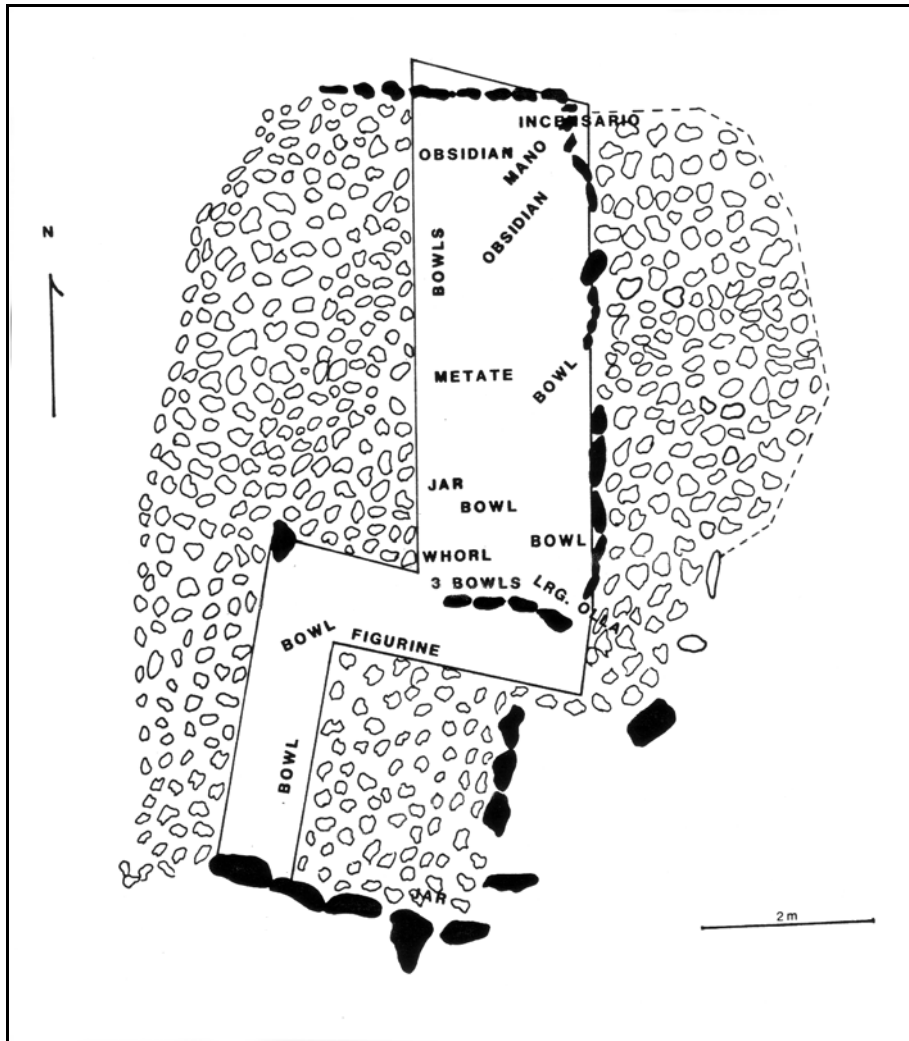 INCENSARIO
OBSIDIAN
MANO
OBSIDIAN
N
BOWLS
METATE
BOWL
JAR
BOWL
BOWL
WHORL
3 BOWLS
LRG. OLLA
BOWL
FIGURINE
BOWL
JAR
2 m